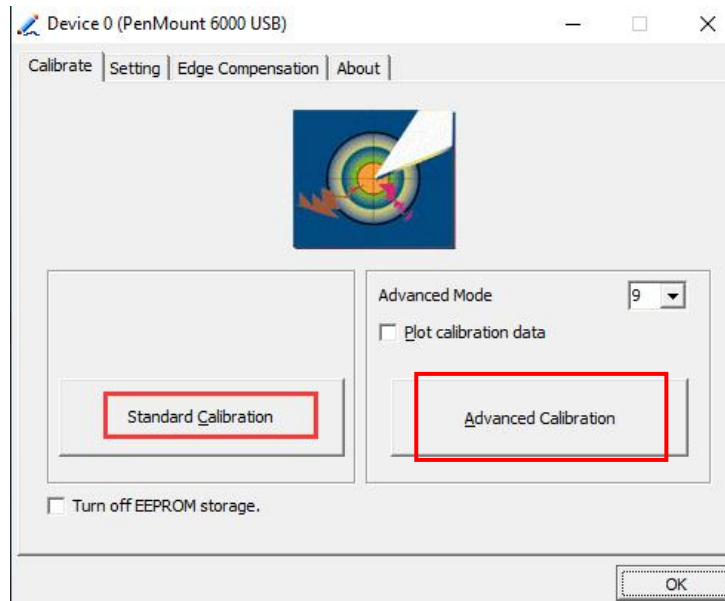 Device 0 (PenMount 6000 USB)
Calibrate Setting Edge Compensation About
Advanced Mode 9
Plot calibration data
Standard Calibration Advanced Calibration
Turn off EEPROM storage.
OK